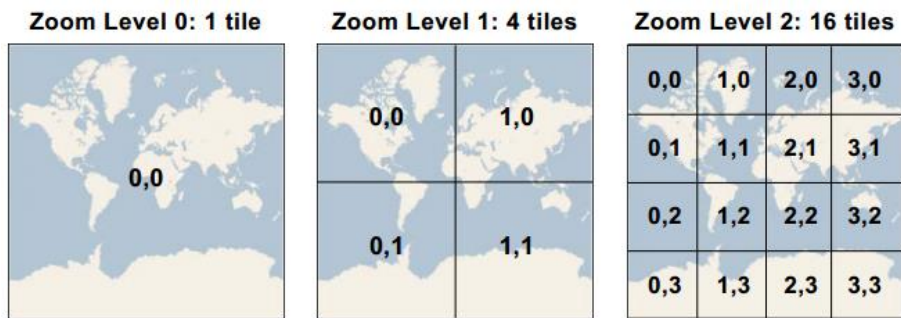 Zoom Level 0: 1 tile
0,0
Zoom Level 1: 4 tiles
0,0 1,0
0,1 1,1
Zoom Level 2: 16 tiles
0,0 1,0 2,0 3,0
0,1 1,1 2,1 3,1
0,2 1,2 2,2 3,2
0,3 1,3 2,3 3,3